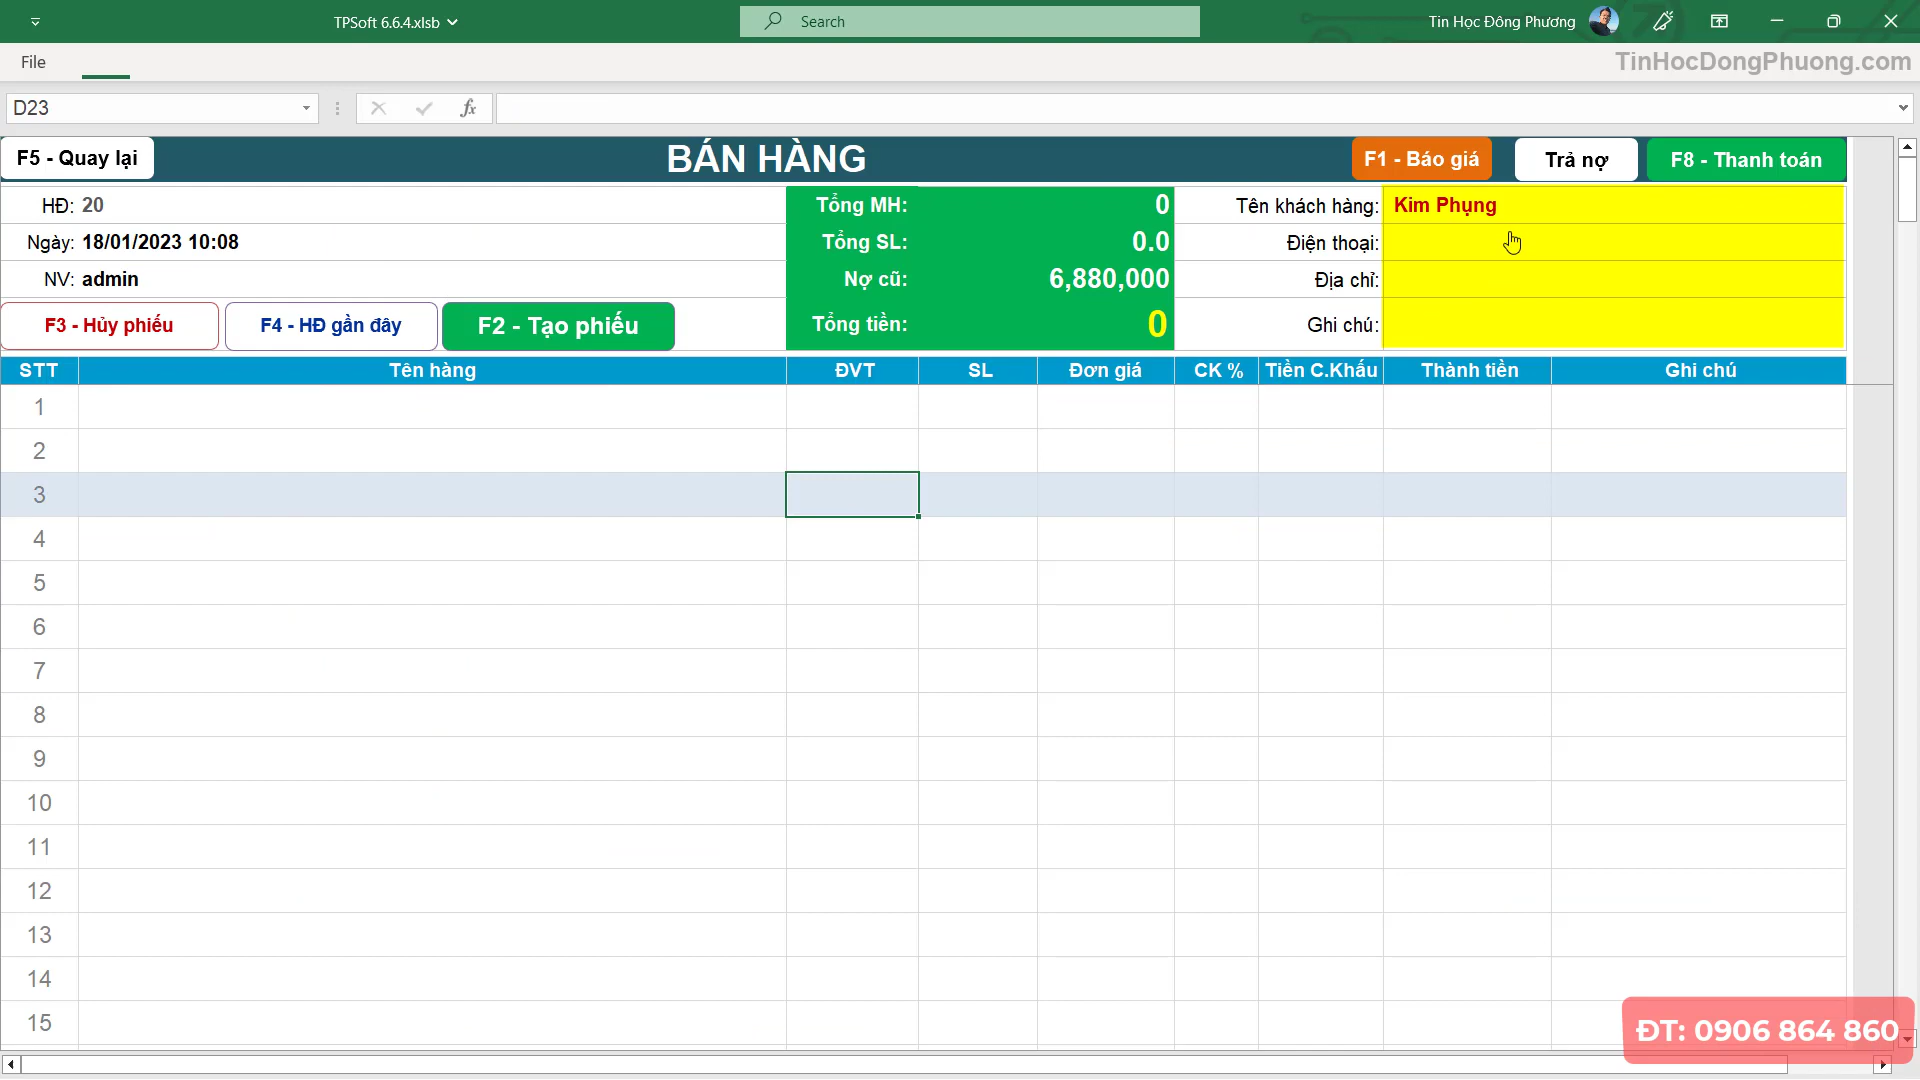 TPSoft 6.6.4.xlsb
Search
Tin Học Đông Phương
File
TinHocDongPhuong.com
D23
fx
F5 - Quay lại
BÁN HÀNG
F1 - Báo giá
Trả nợ
F8 - Thanh toán
HĐ: 20
Tổng MH: 0
Tên khách hàng: Kim Phụng
Ngày: 18/01/2023 10:08
Tổng SL: 0.0
Điện thoại:
NV: admin
Nợ cũ: 6,880,000
Địa chỉ:
F3 - Hủy phiếu
F4 - HĐ gần đây
F2 - Tạo phiếu
Tổng tiền: 0
Ghi chú:
STT Tên hàng ĐVT SL Đơn giá CK % Tiền C.Khấu Thành tiền Ghi chú
1
2
3
4
5
6
7
8
9
10
11
12
13
14
15
ĐT: 0906 864 860